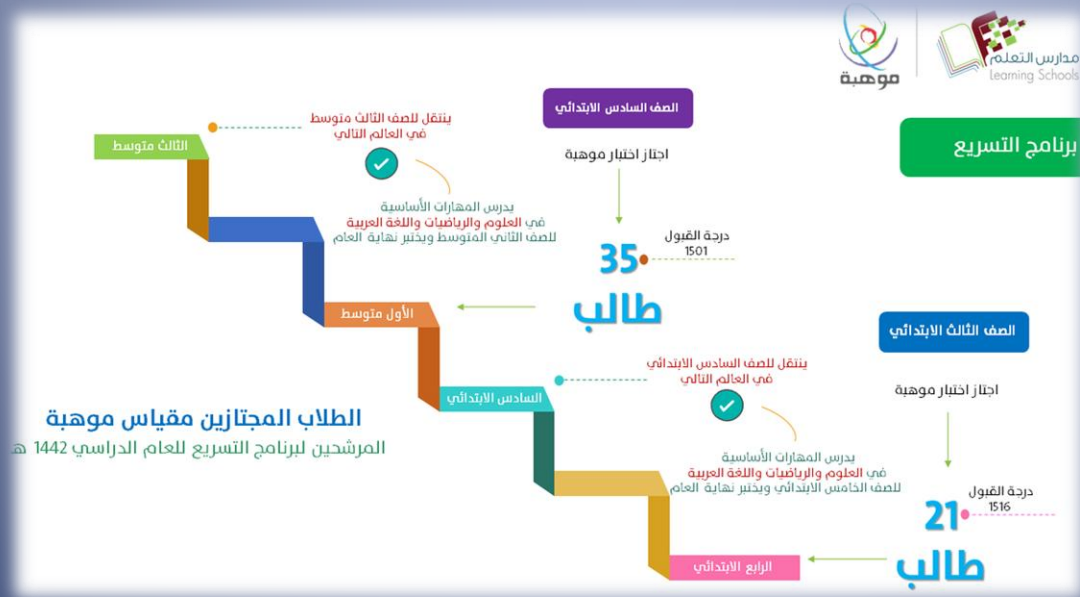 موهبة
مدارس التعلم
Learning Schools
برنامج التسريع
الصف السادس الابتدائي
اجتاز اختبار موهبة
درجة القبول
1501
35
طالب
ينتقل للصف الثالث متوسط
في العالم التالي
يدرس المهارات الأساسية
في العلوم والرياضيات واللغة العربية
للصف الثاني المتوسط ويختبر نهاية العام
الثالث متوسط
الأول متوسط
الصف الثالث الابتدائي
اجتاز اختبار موهبة
درجة القبول
1516
21
طالب
ينتقل للصف السادس الابتدائي
في العالم التالي
يدرس المهارات الأساسية
في العلوم والرياضيات واللغة العربية
للصف الخامس الابتدائي ويختبر نهاية العام
السادس الابتدائي
الرابع الابتدائي
الطلاب المجتازين مقياس موهبة
المرشحين لبرنامج التسريع للعام الدراسي 1442 هـ